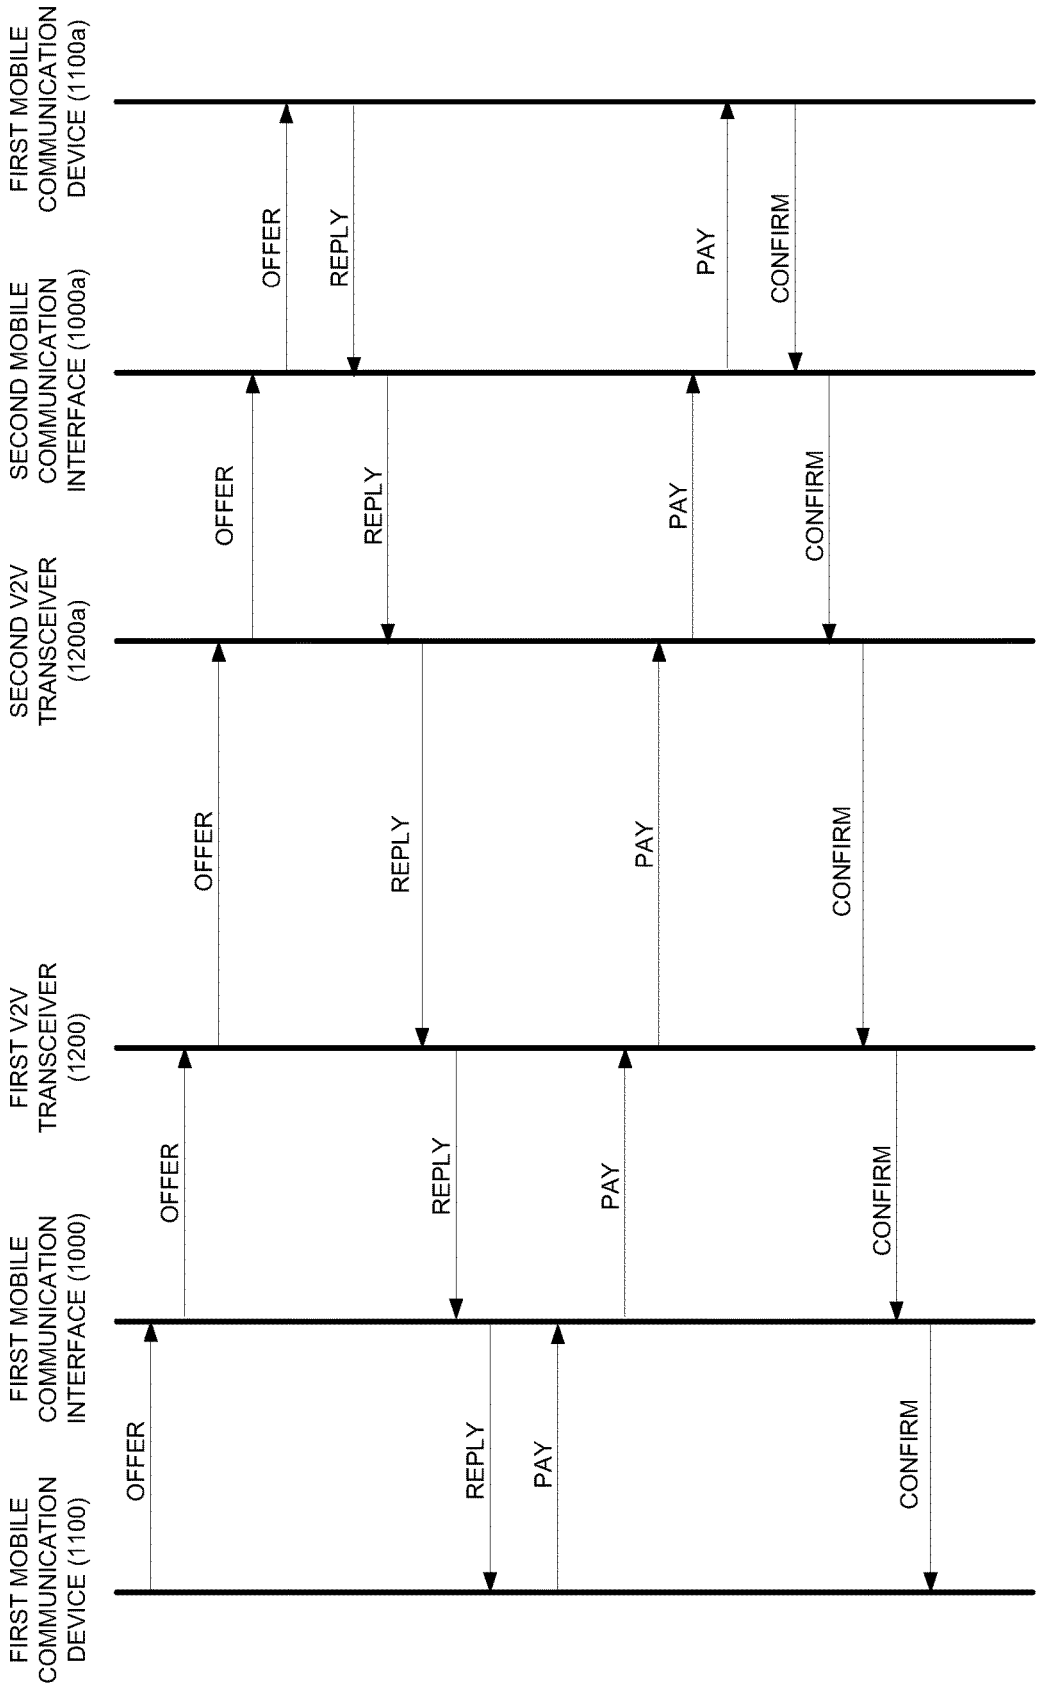 FIRST MOBILE
COMMUNICATION
DEVICE (1100)
FIRST MOBILE
COMMUNICATION
INTERFACE (1000)
FIRST V2V
TRANSCEIVER
(1200)
SECOND V2V
TRANSCEIVER
(1200a)
SECOND MOBILE
COMMUNICATION
INTERFACE (1000a)
FIRST MOBILE
COMMUNICATION
DEVICE (1100a)
OFFER
OFFER
OFFER
OFFER
OFFER
REPLY
REPLY
REPLY
REPLY
REPLY
PAY
PAY
PAY
PAY
PAY
CONFIRM
CONFIRM
CONFIRM
CONFIRM
CONFIRM